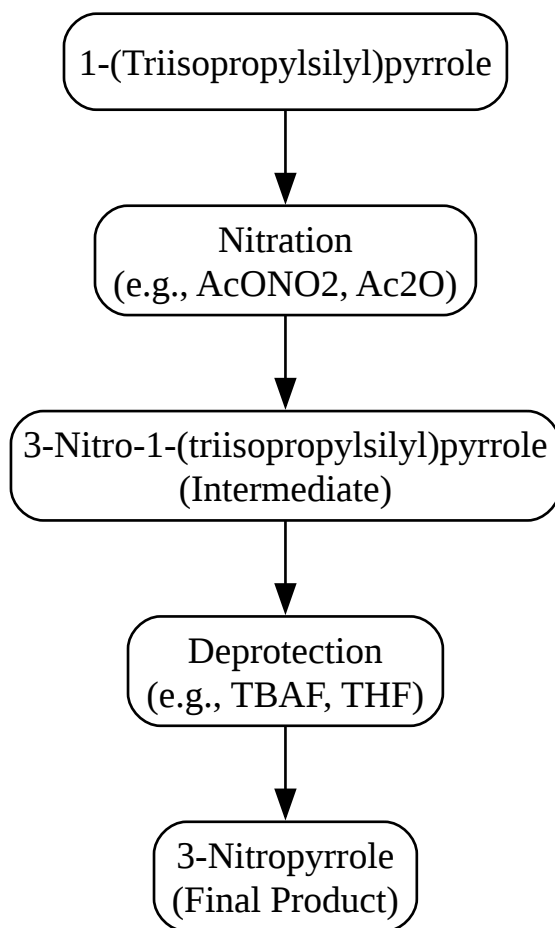 1-(Triisopropylsilyl)pyrrole
Nitration
(e.g., AcONO2, Ac2O)
3-Nitro-1-(triisopropylsilyl)pyrrole
(Intermediate)
Deprotection
(e.g., TBAF, THF)
3-Nitropyrrole
(Final Product)